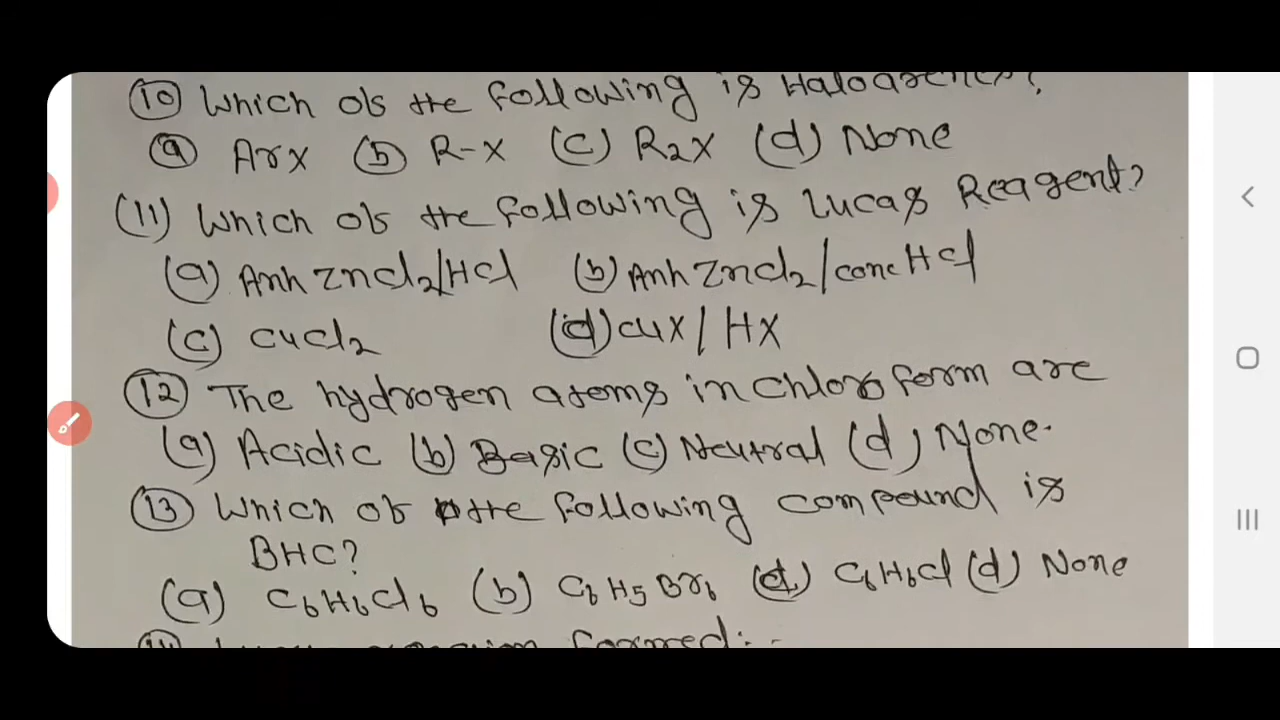 (10) Which of the following is Haloarenes?
(a) ArX (b) R-X (c) R2X (d) None
(11) Which of the following is Lucas Reagent?
(a) Anh ZnCl2/HCl (b) Anh ZnCl2/conc HCl
(c) CuCl2 (d) CuX/HX
(12) The hydrogen atoms in Chloroform are
(a) Acidic (b) Basic (c) Neutral (d) None.
(13) Which of the following compound is
BHC?
(a) C6H6Cl6 (b) C6H5Br6 (c) C6H6Cl (d) None